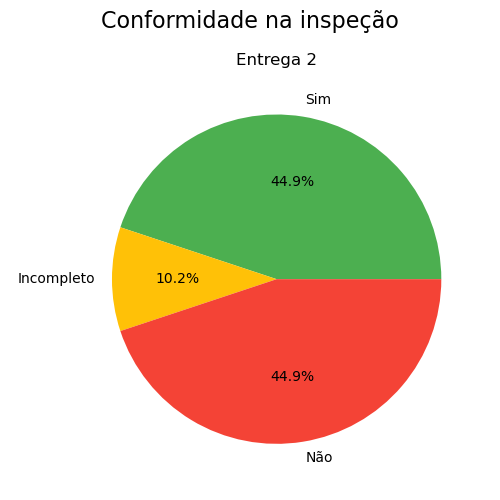 Conformidade na inspeção
Entrega 2
Sim
44.9%
Incompleto
10.2%
44.9%
Não